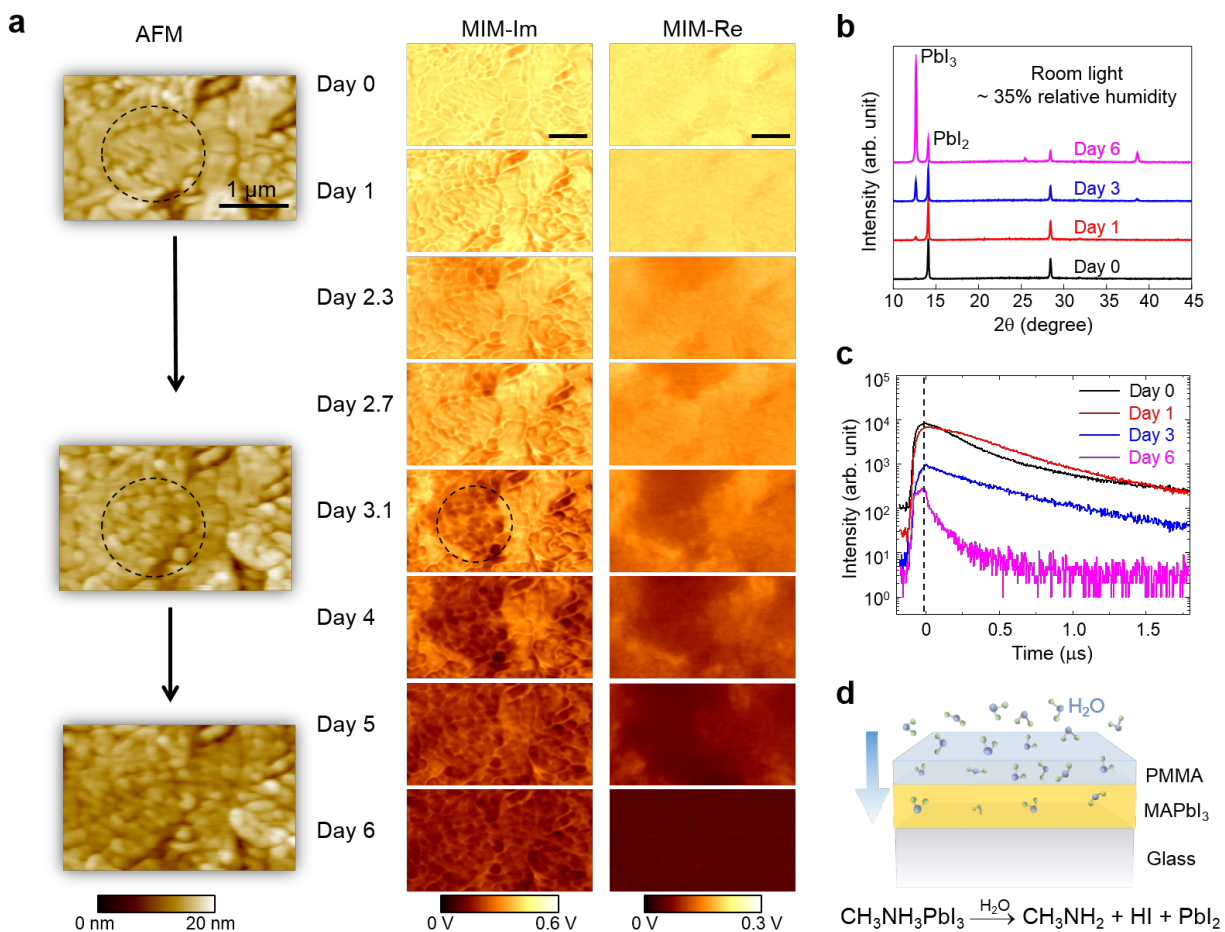 a
AFM
MIM-Im
MIM-Re
Day 0
1 μm
Day 1
Day 2.3
Day 2.7
Day 3.1
Day 4
Day 5
Day 6
0 nm
20 nm
0 V
0.6 V
0 V
0.3 V
b
PbI3
Room light
~ 35% relative humidity
PbI2
Day 6
Day 3
Day 1
Day 0
Intensity (arb. unit)
10 15 20 25 30 35 40 45
2θ (degree)
c
10^5
10^4
10^3
10^2
10^1
10^0
Day 0
Day 1
Day 3
Day 6
Intensity (arb. unit)
0 0.5 1.0 1.5
Time (μs)
d
H2O
PMMA
MAPbI3
Glass
H2O
CH3NH3PbI3 → CH3NH2 + HI + PbI2